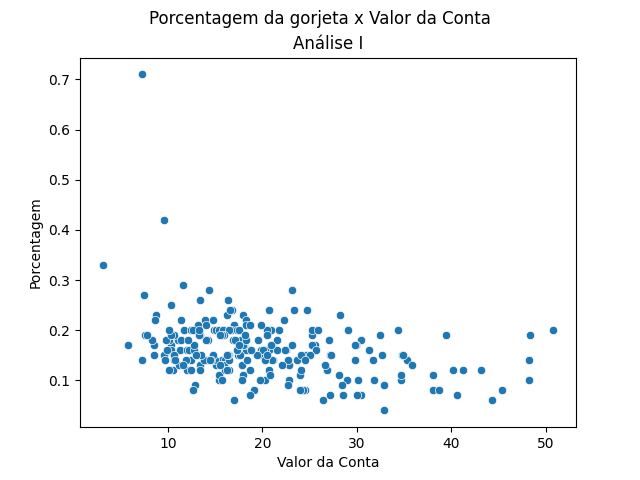 Porcentagem da gorjeta x Valor da Conta
Análise I
0.7
0.6
0.5
0.4
0.3
0.2
0.1
Porcentagem
10 20 30 40 50
Valor da Conta